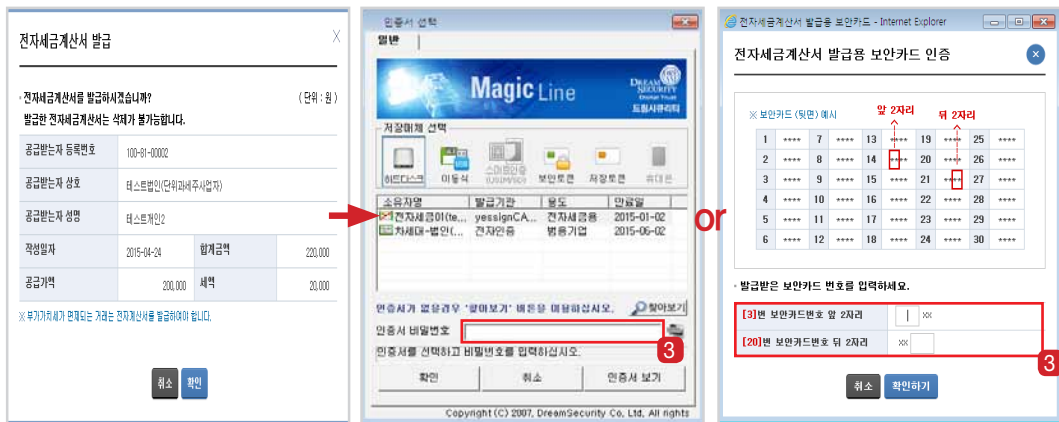 전자세금계산서 발급
전자세금계산서를 발급하시겠습니까?
( 단위 : 원 )
발급한 전자세금계산서는 삭제가 불가능합니다.
공급받는자 등록번호 100-81-00002
공급받는자 상호 테스트법인(단위과세주사업자)
공급받는자 성명 테스트개인2
작성일자 2015-04-24 합계금액 220,000
공급가액 200,000 세액 20,000
※ 부가가치세가 면제되는 거래는 전자계산서를 발급하여야 합니다.
취소 확인
인증서 선택
일반
Magic Line
DREAM SECURITY
드림시큐리티
저장매체 선택
하드디스크 이동식 보안토큰 저장토큰 휴대폰
소유자명 발급기관 용도 만료일
전자세금01(te... yessignCA... 전자세금용 2015-01-02
차세대-법인(... 전자인증 범용기업 2015-06-02
인증서가 없을경우 '찾아보기' 버튼을 이용하십시오. 찾아보기
인증서 비밀번호
3
인증서를 선택하고 비밀번호를 입력하십시오.
확인 취소 인증서 보기
Copyright (C) 2007, DreamSecurity Co, Ltd, All rights
or
전자세금계산서 발급용 보안카드 - Internet Explorer
전자세금계산서 발급용 보안카드 인증
※ 보안카드 (뒷면) 예시
앞 2자리 뒤 2자리
1 **** 7 **** 13 **** 19 **** 25 ****
2 **** 8 **** 14 **** 20 **** 26 ****
3 **** 9 **** 15 **** 21 **** 27 ****
4 **** 10 **** 16 **** 22 **** 28 ****
5 **** 11 **** 17 **** 23 **** 29 ****
6 **** 12 **** 18 **** 24 **** 30 ****
발급받은 보안카드 번호를 입력하세요.
[3]번 보안카드번호 앞 2자리 XX
[20]번 보안카드번호 뒤 2자리 XX
3
취소 확인하기